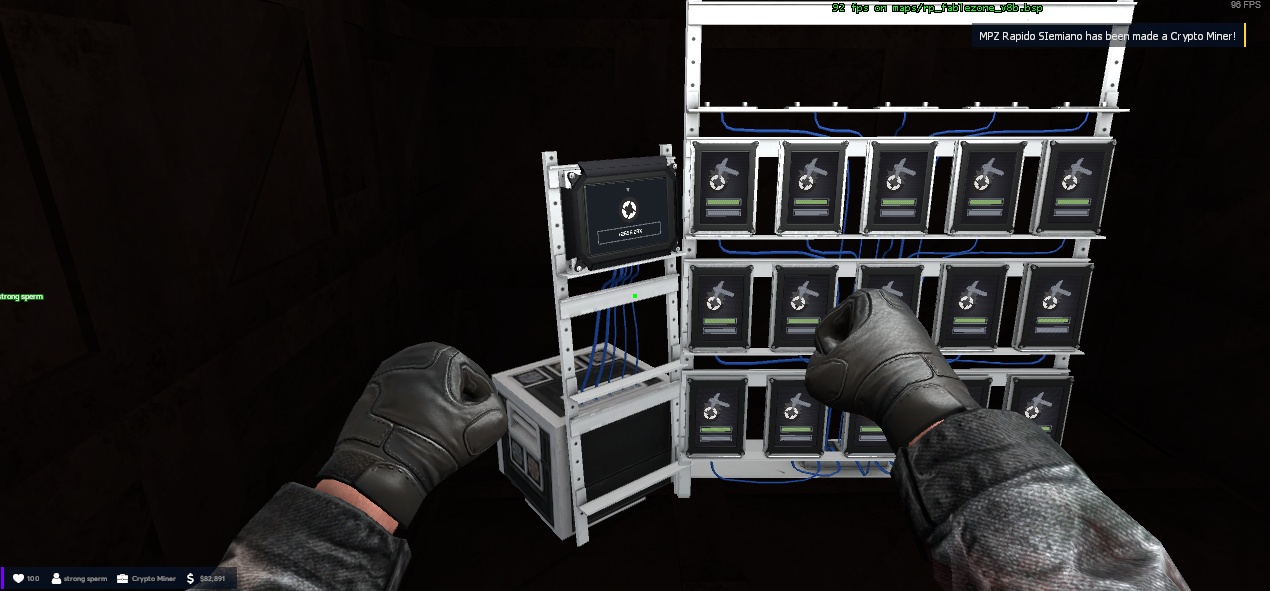 92 fps on maps/rp_fablezone_v8b.bsp
96 FPS
MPZ Rapido SIemiano has been made a Crypto Miner!
strong sperm
100
strong sperm
Crypto Miner
$82,891